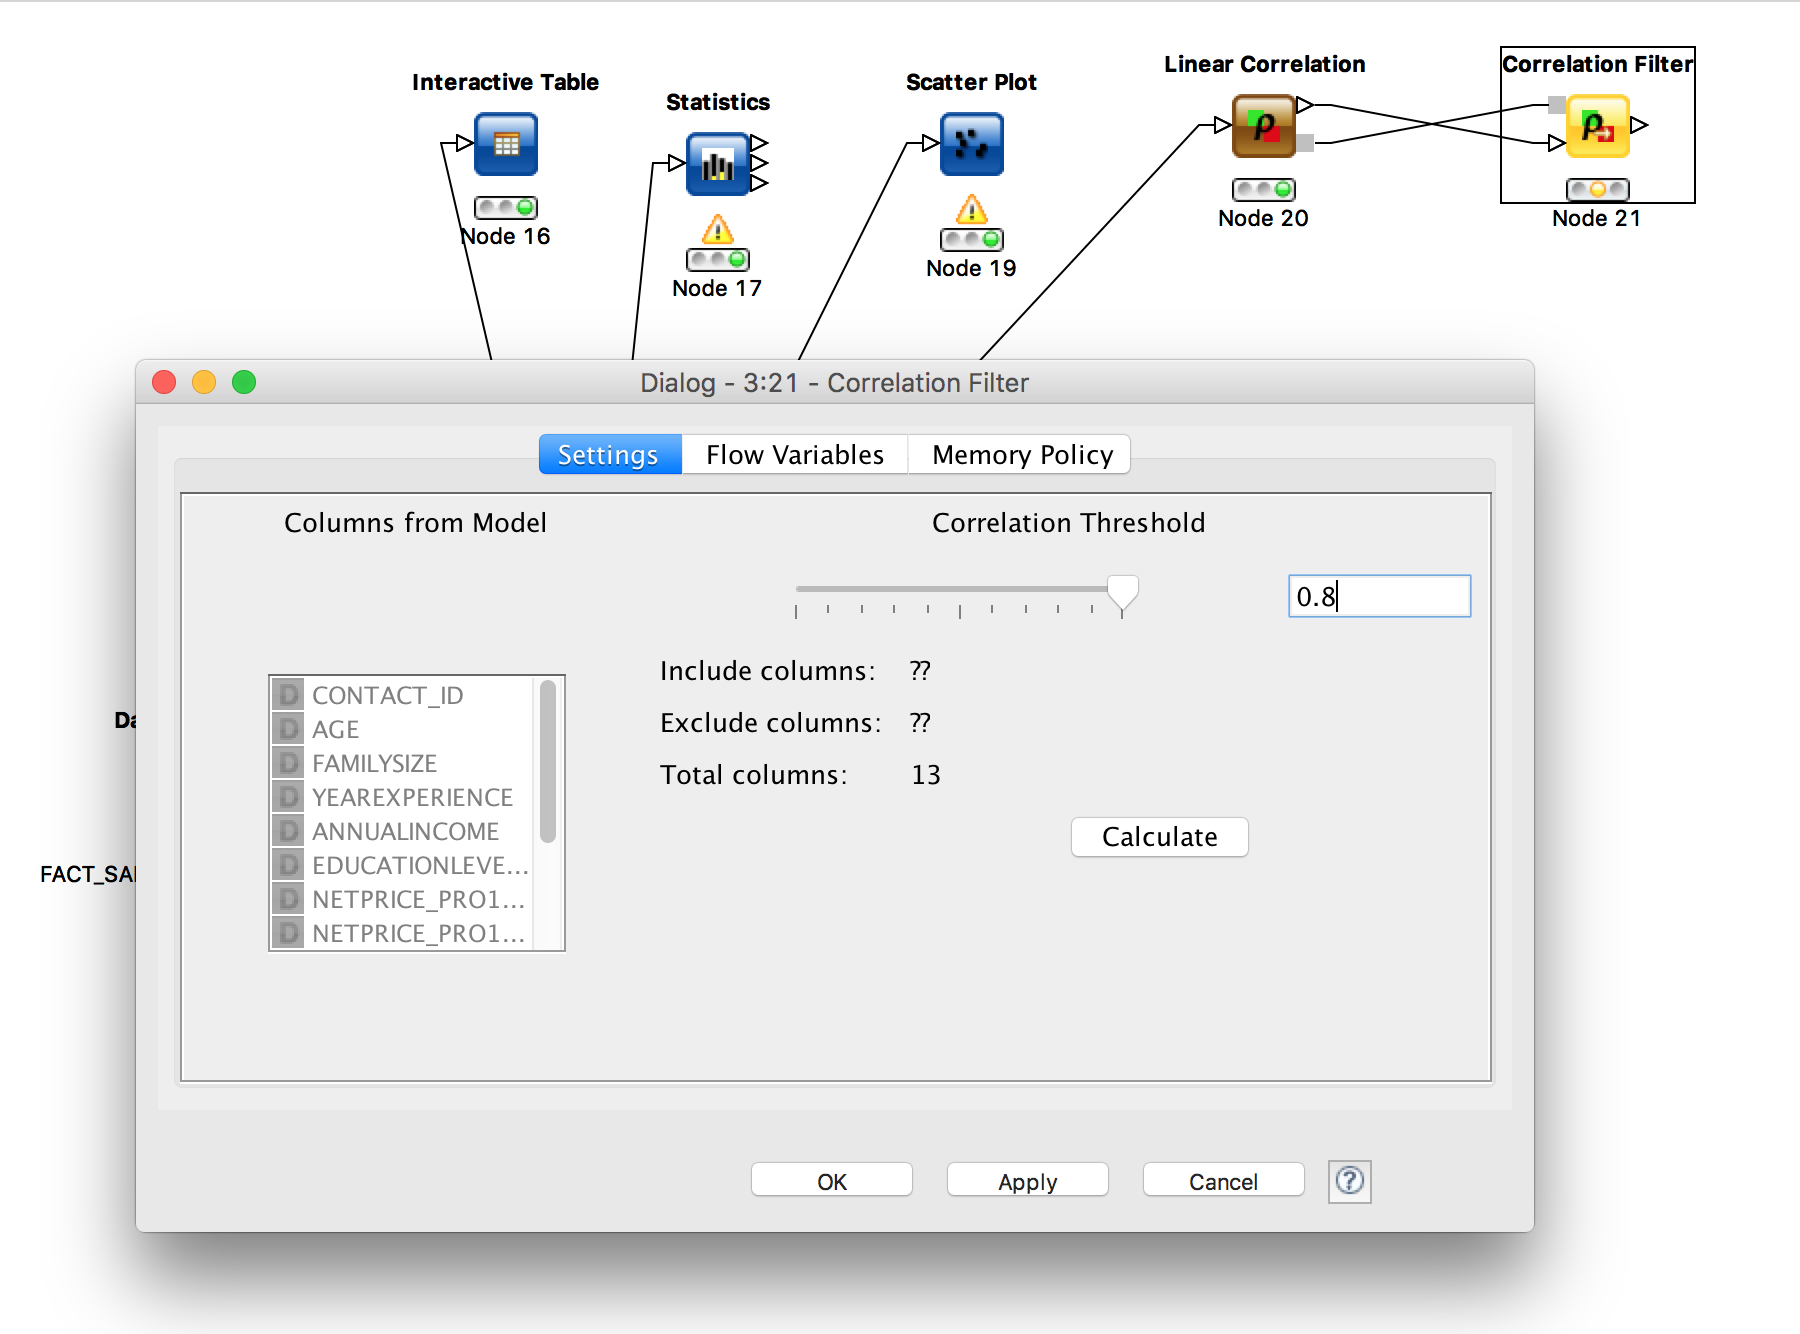 Interactive Table
Statistics
Scatter Plot
Linear Correlation
Correlation Filter
Node 16
Node 17
Node 19
Node 20
Node 21
Dialog - 3:21 - Correlation Filter
Settings
Flow Variables
Memory Policy
Columns from Model
Correlation Threshold
0.8
CONTACT_ID
AGE
FAMILYSIZE
YEAREXPERIENCE
ANNUALINCOME
EDUCATIONLEVE...
NETPRICE_PRO1...
NETPRICE_PRO1...
Include columns: ??
Exclude columns: ??
Total columns: 13
Calculate
OK
Apply
Cancel
?
Da
FACT_SA